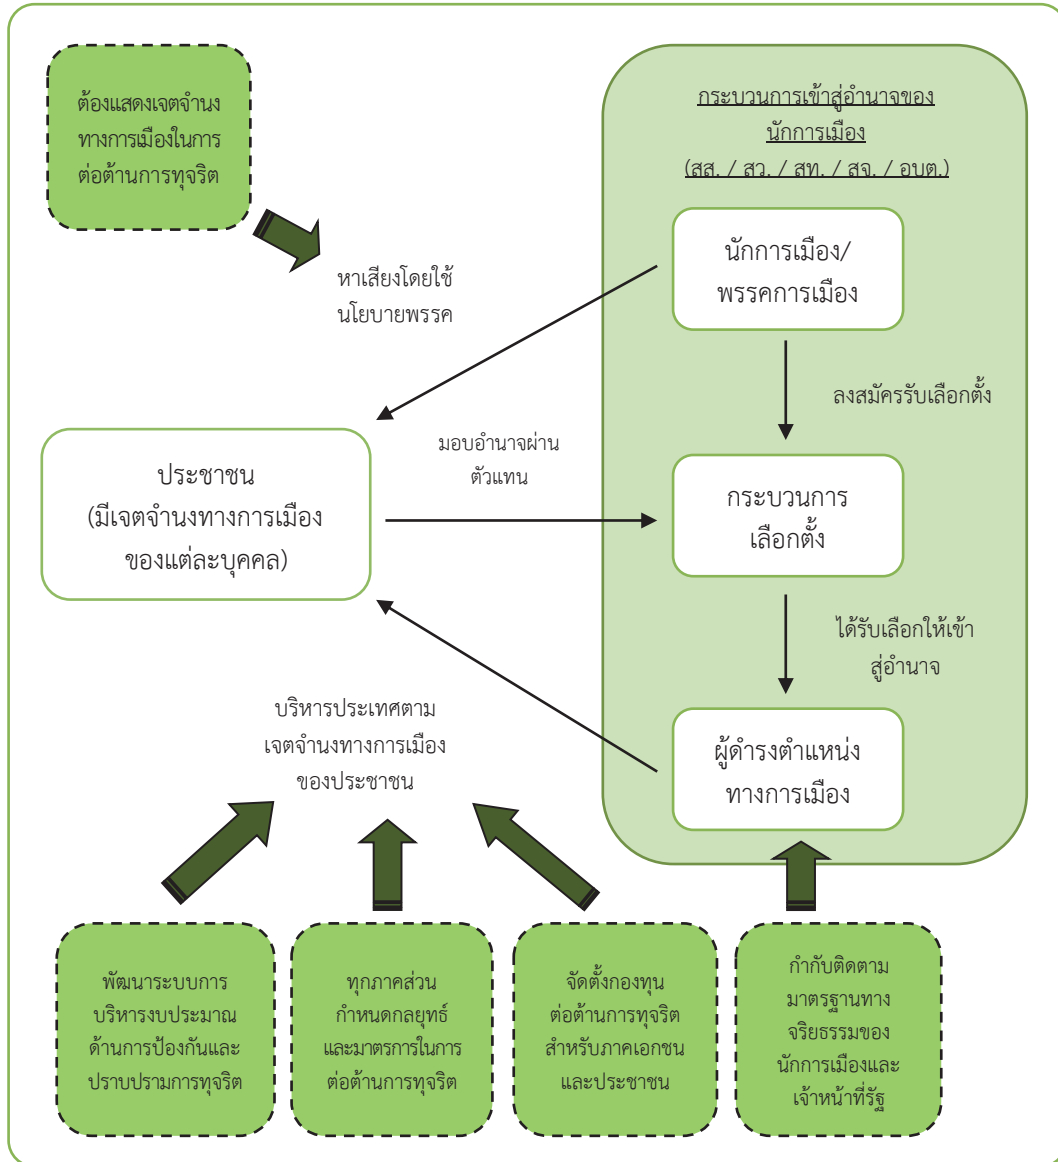 ต้องแสดงเจตจำนง
ทางการเมืองในการ
ต่อต้านการทุจริต
กระบวนการเข้าสู่อำนาจของ
นักการเมือง
(สส. / สว. / สท. / สจ. / อบต.)
นักการเมือง/
พรรคการเมือง
หาเสียงโดยใช้
นโยบายพรรค
ลงสมัครรับเลือกตั้ง
มอบอำนาจผ่าน
ตัวแทน
ประชาชน
(มีเจตจำนงทางการเมือง
ของแต่ละบุคคล)
กระบวนการ
เลือกตั้ง
ได้รับเลือกให้เข้า
สู่อำนาจ
บริหารประเทศตาม
เจตจำนงทางการเมือง
ของประชาชน
ผู้ดำรงตำแหน่ง
ทางการเมือง
พัฒนาระบบการ
บริหารงบประมาณ
ด้านการป้องกันและ
ปราบปรามการทุจริต
ทุกภาคส่วน
กำหนดกลยุทธ์
และมาตรการในการ
ต่อต้านการทุจริต
จัดตั้งกองทุน
ต่อต้านการทุจริต
สำหรับภาคเอกชน
และประชาชน
กำกับติดตาม
มาตรฐานทาง
จริยธรรมของ
นักการเมืองและ
เจ้าหน้าที่รัฐ